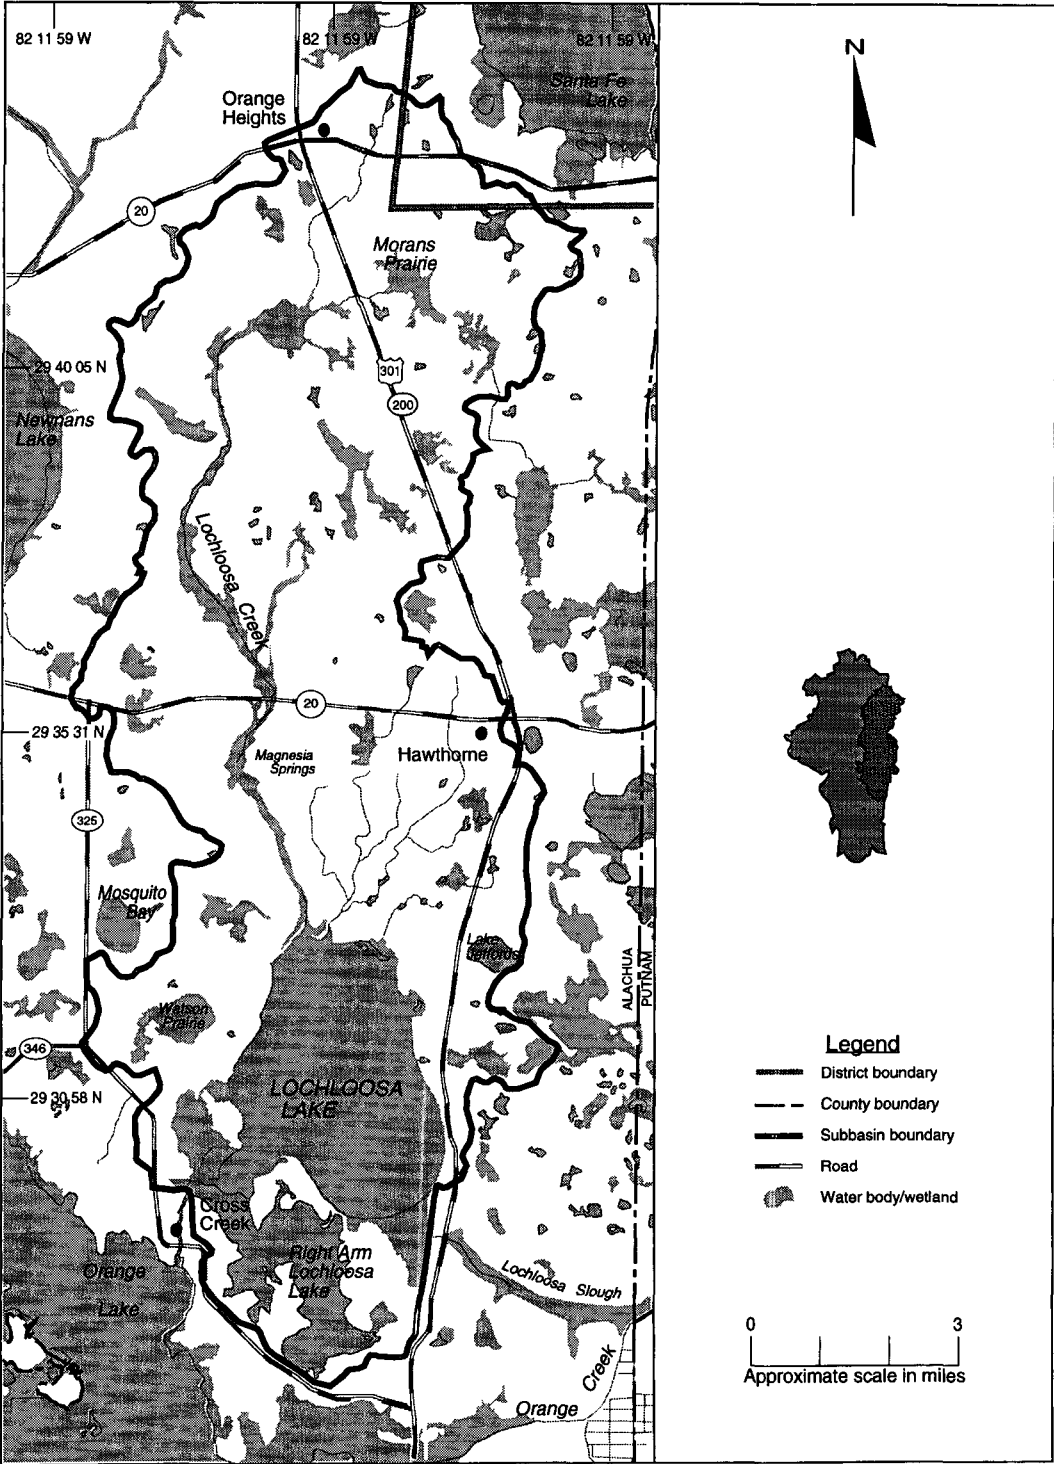 82 11 59 W
82 11 59 W
82 11 59 W
N
Santa Fe
Lake
Orange
Heights
20
Morans
Prairie
29 40 05 N
301
200
Newnans
Lake
Lochloosa Creek
20
29 35 31 N
Hawthorne
Magnesia
Springs
325
Mosquito
Bay
Lake
Jeffords
ALACHUA
PUTNAM
Watson
Prairie
346
LOCHLOOSA
LAKE
29 30 58 N
Cross
Creek
Right Arm
Lochloosa
Lake
Orange
Lake
Lochloosa Slough
Orange Creek
Legend
District boundary
County boundary
Subbasin boundary
Road
Water body/wetland
0 3
Approximate scale in miles